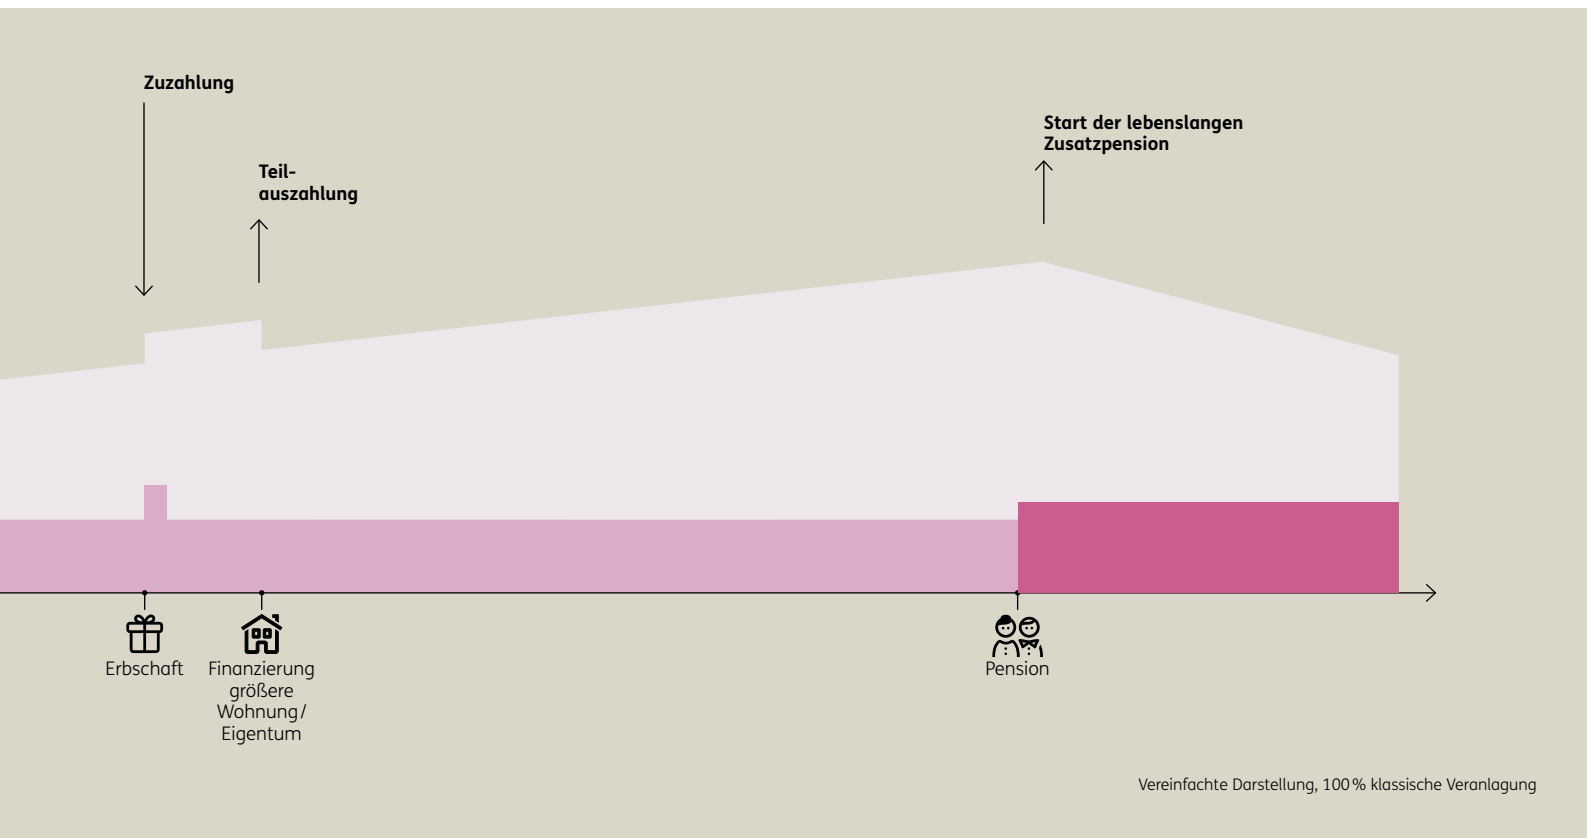 Zuzahlung
Teil-
auszahlung
Start der lebenslangen
Zusatzpension
Erbschaft
Finanzierung
größere
Wohnung/
Eigentum
Pension
Vereinfachte Darstellung, 100 % klassische Veranlagung